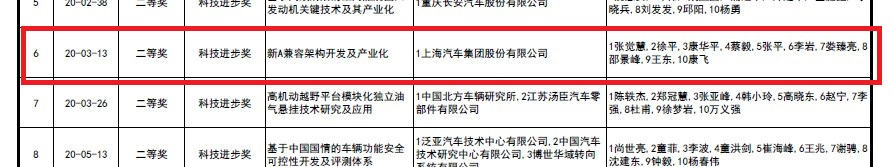 5 20-02-38 二等奖 科技进步奖 发动机关键技术及其产业化 1重庆长安汽车股份有限公司 晓兵,8刘发发,9邱阳,10杨勇
6 20-03-13 二等奖 科技进步奖 新A兼容架构开发及产业化 1上海汽车集团股份有限公司 1张觉慧,2徐平,3康华平,4蔡毅,5张平,6李岩,7娄臻亮,8
邵景峰,9王东,10康飞
7 20-03-26 二等奖 科技进步奖 高机动越野平台模块化独立油 1中国北方车辆研究所,2江苏汤臣汽车零 1陈轶杰,2郑冠慧,3张亚峰,4韩小玲,5高晓东,6赵宁,7李
气悬挂技术研究及应用 部件有限公司 强,8杜甫,9徐梦岩,10万义强
8 20-05-13 二等奖 科技进步奖 基于中国国情的车辆功能安全 1泛亚汽车技术中心有限公司,2中国汽车 1尚世亮,2童菲,3李波,4童洪剑,5崔海峰,6王兆,7谢骋,8
可控性开发及评测体系 技术研究中心有限公司,3博世华域转向 沈建东,9钟毅,10杨春伟
系统有限公司